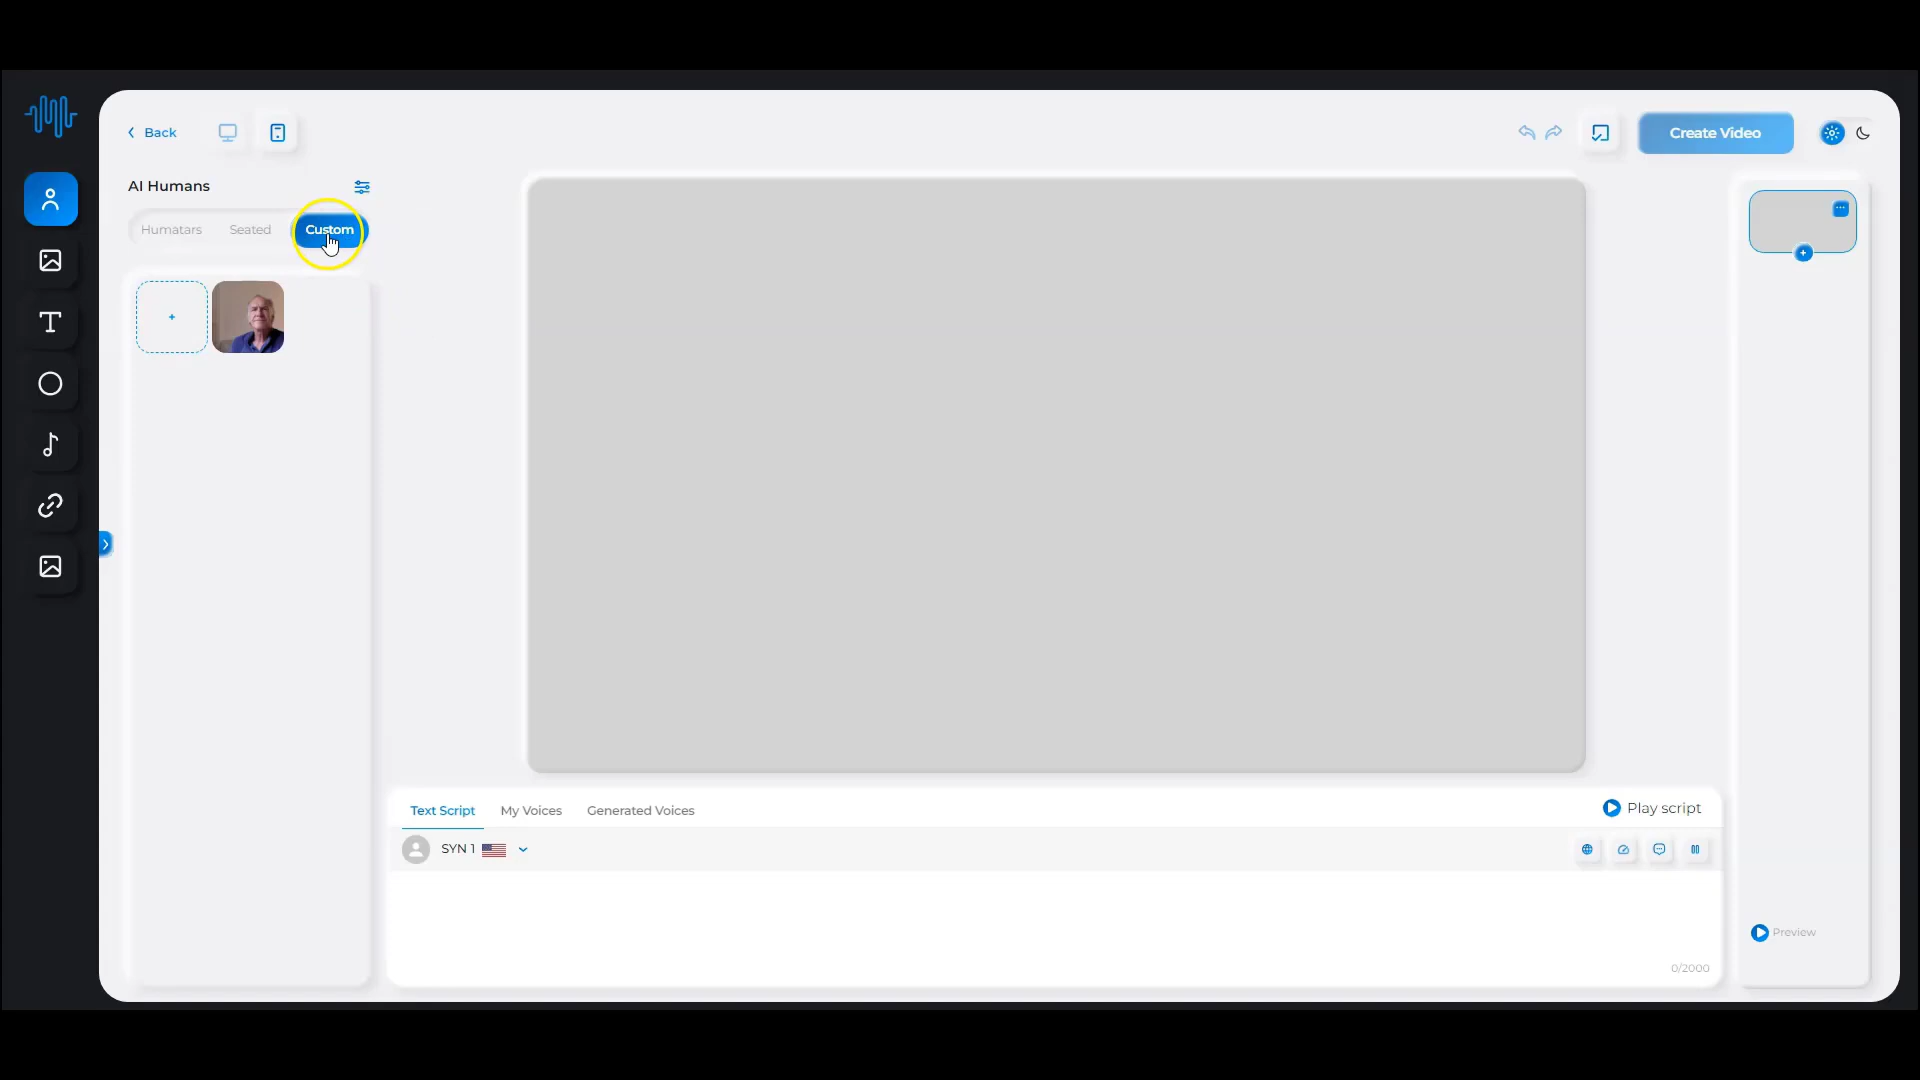 Back
Create Video
AI Humans
Humatars Seated Custom
Text Script My Voices Generated Voices
Play script
SYN 1
0/2000
Preview